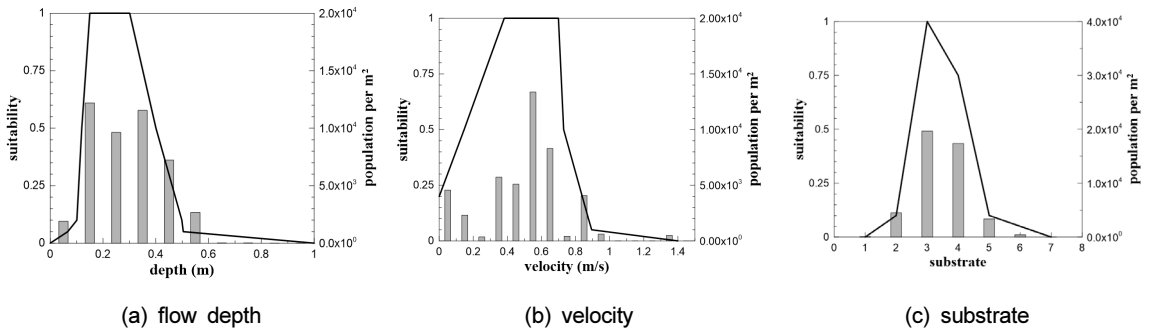 1
0.75
0.5
0.25
0
suitability
2.0x10⁴
1.5x10⁴
1.0x10⁴
5.0x10³
0.0x10⁰
population per m²
0 0.2 0.4 0.6 0.8 1
depth (m)
(a) flow depth
1
0.75
0.5
0.25
0
suitability
2.0x10⁴
1.5x10⁴
1.0x10⁴
5.0x10³
0.0x10⁰
population per m²
0 0.2 0.4 0.6 0.8 1 1.2 1.4
velocity (m/s)
(b) velocity
1
0.75
0.5
0.25
0
suitability
4.0x10⁴
3.0x10⁴
2.0x10⁴
1.0x10⁴
0.0x10⁰
population per m²
0 1 2 3 4 5 6 7 8
substrate
(c) substrate